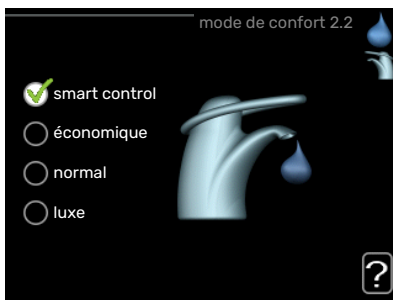 mode de confort 2.2
smart control
économique
normal
luxe
?